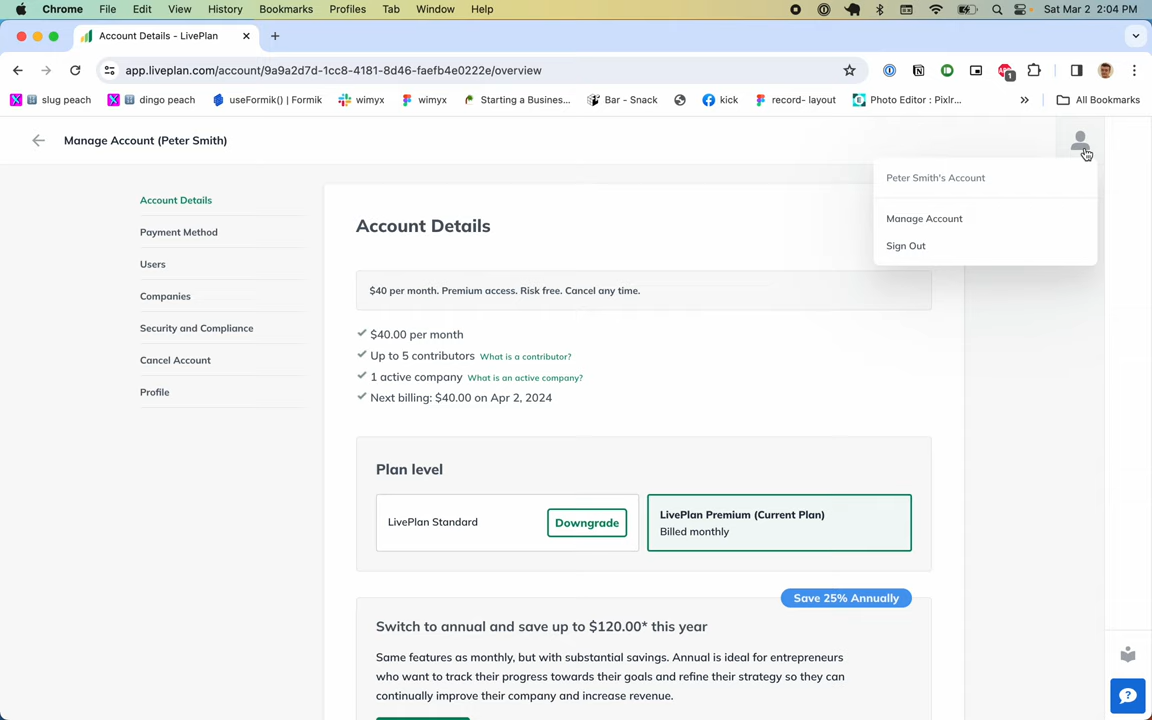 Chrome File Edit View History Bookmarks Profiles Tab Window Help Sat Mar 2 2:04 PM
Account Details - LivePlan
app.liveplan.com/account/9a9a2d7d-1cc8-4181-8d46-faefb4e0222e/overview
slug peach dingo peach useFormik() | Formik wimyx wimyx Starting a Busines... Bar - Snack kick record- layout Photo Editor : Pixlr... » All Bookmarks
Manage Account (Peter Smith)
Peter Smith's Account
Manage Account
Sign Out
Account Details
Payment Method
Users
Companies
Security and Compliance
Cancel Account
Profile
Account Details
$40 per month. Premium access. Risk free. Cancel any time.
$40.00 per month
Up to 5 contributors What is a contributor?
1 active company What is an active company?
Next billing: $40.00 on Apr 2, 2024
Plan level
LivePlan Standard
Downgrade
LivePlan Premium (Current Plan)
Billed monthly
Save 25% Annually
Switch to annual and save up to $120.00* this year
Same features as monthly, but with substantial savings. Annual is ideal for entrepreneurs
who want to track their progress towards their goals and refine their strategy so they can
continually improve their company and increase revenue.